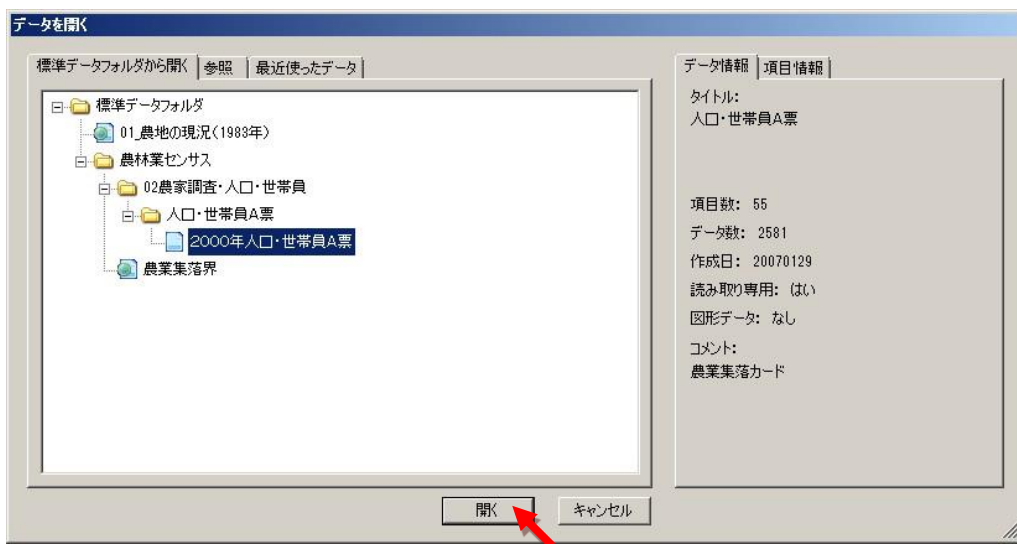 データを開く
標準データフォルダから開く 参照 最近使ったデータ
標準データフォルダ
01_農地の現況(1983年)
農林業センサス
02農家調査・人口・世帯員
人口・世帯員A票
2000年人口・世帯員A票
農業集落界
データ情報 項目情報
タイトル:
人口・世帯員A票
項目数: 55
データ数: 2581
作成日: 20070129
読み取り専用: はい
図形データ: なし
コメント:
農業集落カード
開く キャンセル